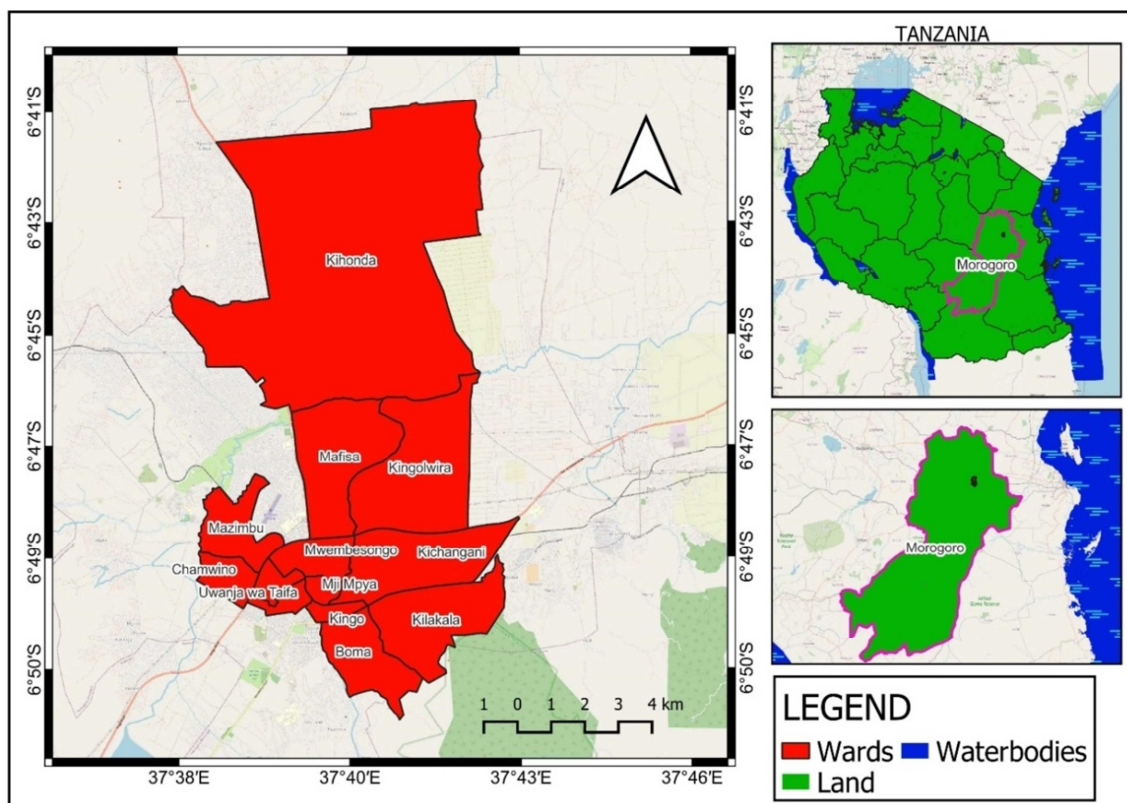 TANZANIA
6°41'S
6°43'S
6°45'S
6°47'S
6°49'S
6°50'S
Kihonda
Mafisa
Kingolwira
Mazimbu
Mwembesongo
Kichangani
Chamwino
Mji Mpya
Uwanja wa Taifa
Kingo
Kilakala
Boma
1 0 1 2 3 4 km
37°38'E
37°40'E
37°43'E
37°46'E
6°41'S
6°43'S
6°45'S
6°47'S
6°49'S
6°50'S
Morogoro
Morogoro
LEGEND
Wards Waterbodies
Land